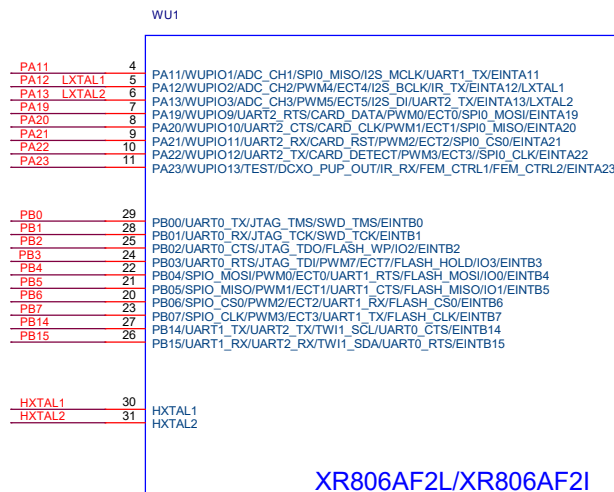 WU1
PA11 4 PA11/WUPIO1/ADC_CH1/SPI0_MISO/I2S_MCLK/UART1_TX/EINTA11
PA12 LXTAL1 5 PA12/WUPIO2/ADC_CH2/PWM4/ECT4/I2S_BCLK/IR_TX/EINTA12/LXTAL1
PA13 LXTAL2 6 PA13/WUPIO3/ADC_CH3/PWM5/ECT5/I2S_DI/UART2_TX/EINTA13/LXTAL2
PA19 7 PA19/WUPIO9/UART2_RTS/CARD_DATA/PWM0/ECT0/SPI0_MOSI/EINTA19
PA20 8 PA20/WUPIO10/UART2_CTS/CARD_CLK/PWM1/ECT1/SPI0_MISO/EINTA20
PA21 9 PA21/WUPIO11/UART2_RX/CARD_RST/PWM2/ECT2/SPI0_CS0/EINTA21
PA22 10 PA22/WUPIO12/UART2_TX/CARD_DETECT/PWM3/ECT3//SPI0_CLK/EINTA22
PA23 11 PA23/WUPIO13/TEST/DCXO_PUP_OUT/IR_RX/FEM_CTRL1/FEM_CTRL2/EINTA23
PB0 29 PB00/UART0_TX/JTAG_TMS/SWD_TMS/EINTB0
PB1 28 PB01/UART0_RX/JTAG_TCK/SWD_TCK/EINTB1
PB2 25 PB02/UART0_CTS/JTAG_TDO/FLASH_WP/IO2/EINTB2
PB3 24 PB03/UART0_RTS/JTAG_TDI/PWM7/ECT7/FLASH_HOLD/IO3/EINTB3
PB4 22 PB04/SPIO_MOSI/PWM0/ECT0/UART1_RTS/FLASH_MOSI/IO0/EINTB4
PB5 21 PB05/SPIO_MISO/PWM1/ECT1/UART1_CTS/FLASH_MISO/IO1/EINTB5
PB6 20 PB06/SPIO_CS0/PWM2/ECT2/UART1_RX/FLASH_CS0/EINTB6
PB7 23 PB07/SPIO_CLK/PWM3/ECT3/UART1_TX/FLASH_CLK/EINTB7
PB14 27 PB14/UART1_TX/UART2_TX/TWI1_SCL/UART0_CTS/EINTB14
PB15 26 PB15/UART1_RX/UART2_RX/TWI1_SDA/UART0_RTS/EINTB15
HXTAL1 30 HXTAL1
HXTAL2 31 HXTAL2
XR806AF2L/XR806AF2I